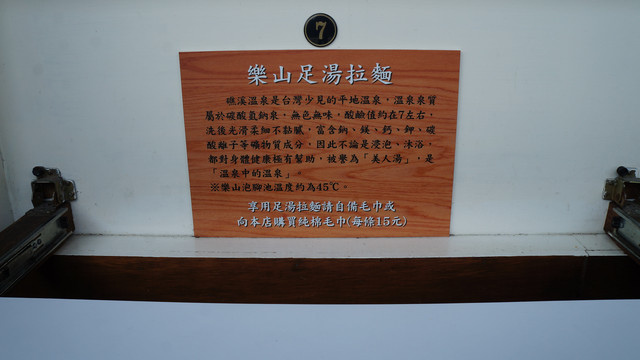 7
樂山足湯拉麵
礁溪溫泉是台灣少見的平地溫泉，溫泉泉質
屬於碳酸氫鈉泉，無色無味，酸鹼值約在7左右，
洗後光滑柔細不黏膩，富含鈉、鎂、鈣、鉀、碳
酸離子等礦物質成分，因此不論是浸泡、沐浴，
都對身體健康極有幫助，被譽為「美人湯」，是
「溫泉中的溫泉」。
※樂山泡腳池溫度約為45℃。
享用足湯拉麵請自備毛巾或
向本店購買純棉毛巾(每條15元)